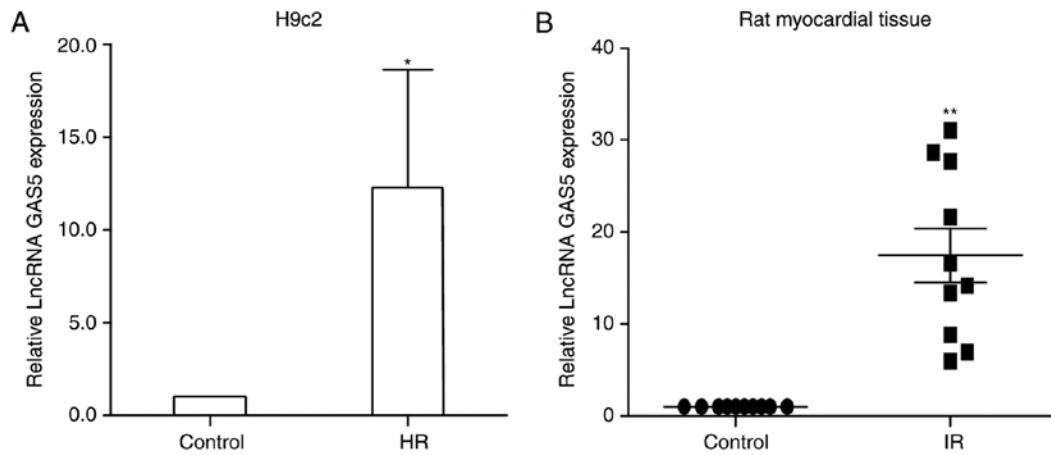 A
H9c2
Relative LncRNA GAS5 expression
20.0
15.0
10.0
5.0
0.0
*
Control
HR
B
Rat myocardial tissue
Relative LncRNA GAS5 expression
40
30
20
10
0
**
Control
IR